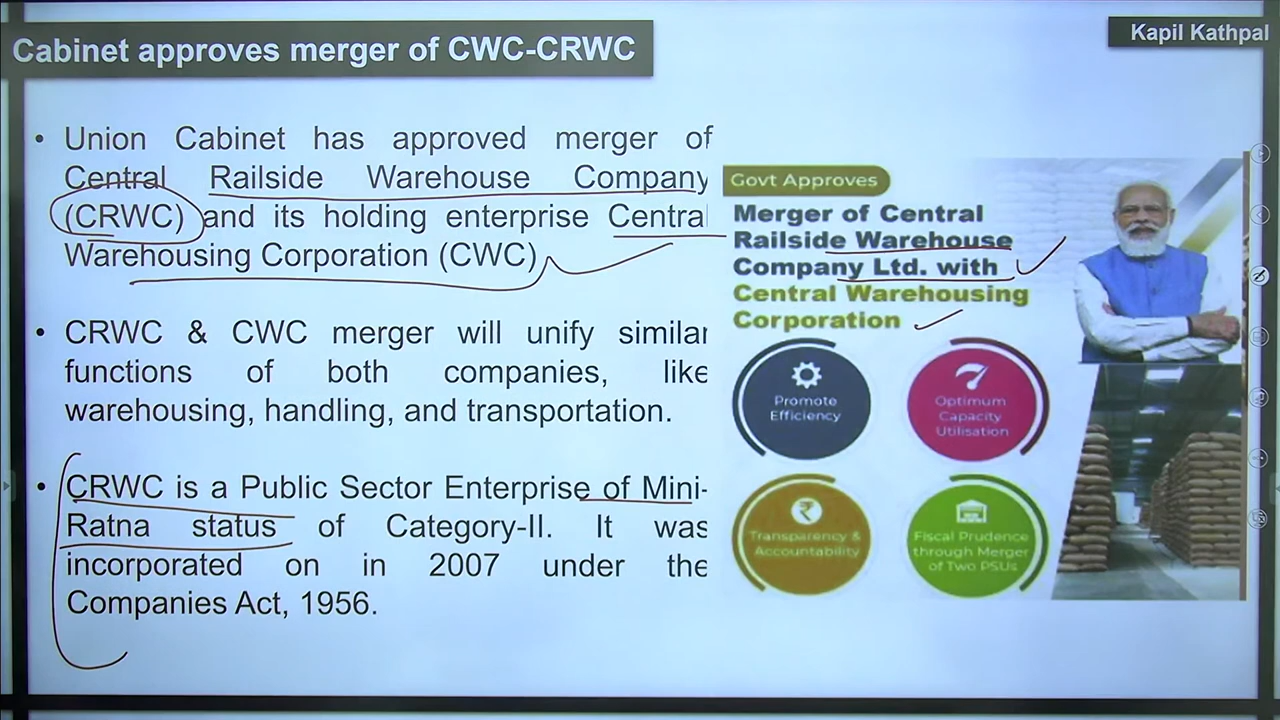 Cabinet approves merger of CWC-CRWC
Kapil Kathpal
• Union Cabinet has approved merger of
Central Railside Warehouse Company
(CRWC) and its holding enterprise Central
Warehousing Corporation (CWC)
• CRWC & CWC merger will unify similar
functions of both companies, like
warehousing, handling, and transportation.
• CRWC is a Public Sector Enterprise of Mini-
Ratna status of Category-II. It was
incorporated on in 2007 under the
Companies Act, 1956.
Govt Approves
Merger of Central
Railside Warehouse
Company Ltd. with
Central Warehousing
Corporation
Promote
Efficiency
Optimum
Capacity
Utilisation
Transparency &
Accountability
Fiscal Prudence
through Merger
of Two PSUs